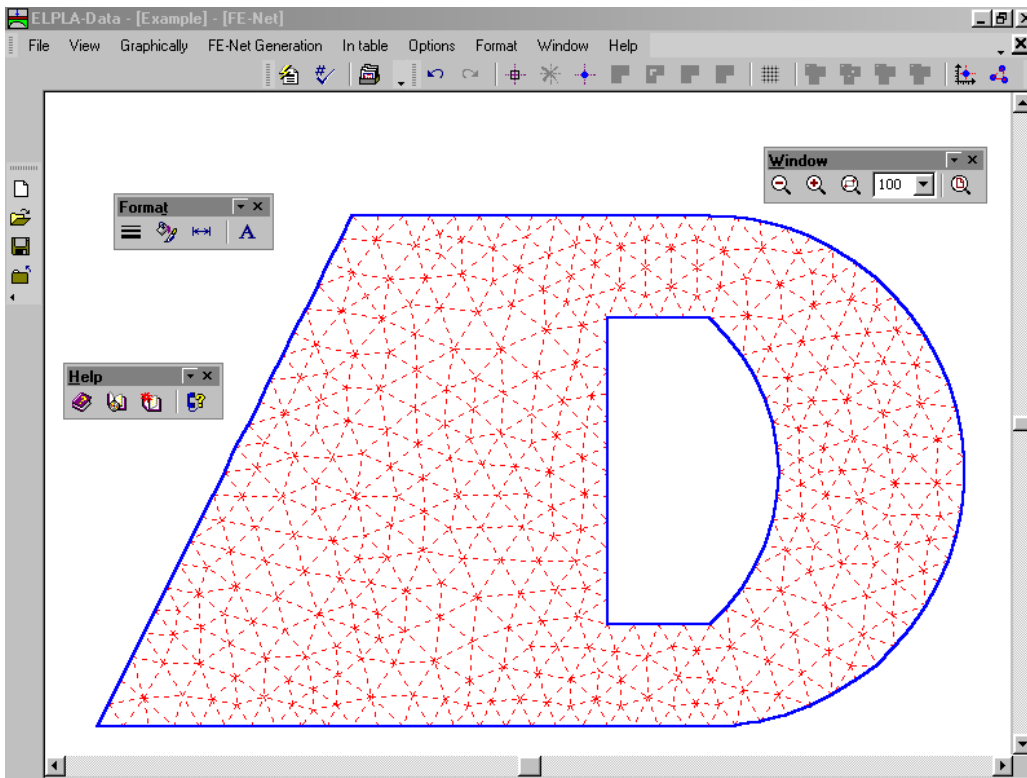 ELPLA-Data - [Example] - [FE-Net]
File View Graphically FE-Net Generation In table Options Format Window Help
Window
100
Format
A
Help